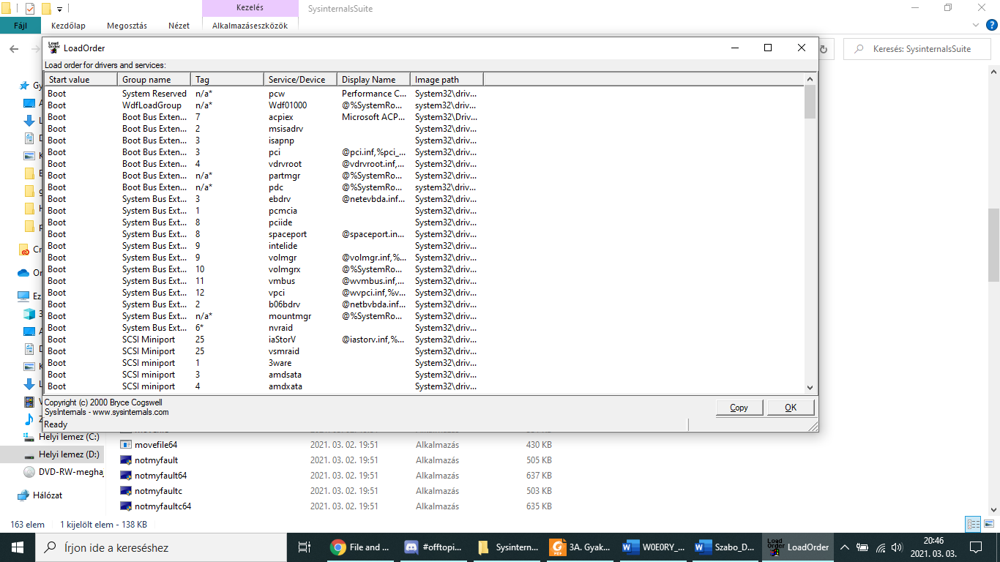 Kezelés
SysinternalsSuite
Fájl
Kezdőlap
Megosztás
Nézet
Alkalmazáseszközök
LoadOrder
Keresés: SysinternalsSuite
Load order for drivers and services:
Start value Group name Tag Service/Device Display Name Image path
Boot System Reserved n/a* pcw Performance C... System32\driv...
Boot WdfLoadGroup n/a* Wdf01000 @%SystemRo... system32\driv...
Boot Boot Bus Exten... 7 acpiex Microsoft ACP... System32\Driv...
Boot Boot Bus Exten... 2 msisadrv System32\driv...
Boot Boot Bus Exten... 3 isapnp System32\driv...
Boot Boot Bus Exten... 3 pci @pci.inf,%pci_... System32\driv...
Boot Boot Bus Exten... 4 vdrvroot @vdrvroot.inf,... System32\driv...
Boot Boot Bus Exten... n/a* partmgr @%SystemRo... System32\driv...
Boot Boot Bus Exten... n/a* pdc @%SystemRo... system32\driv...
Boot System Bus Ext... 3 ebdrv @netevbda.inf... System32\driv...
Boot System Bus Ext... 1 pcmcia System32\driv...
Boot System Bus Ext... 8 pciide System32\driv...
Boot System Bus Ext... 8 spaceport @spaceport.in... System32\driv...
Boot System Bus Ext... 9 intelide System32\driv...
Boot System Bus Ext... 9 volmgr @volmgr.inf,%... System32\driv...
Boot System Bus Ext... 10 volmgrx @%SystemRo... System32\driv...
Boot System Bus Ext... 11 vmbus @wvmbus.inf,... System32\driv...
Boot System Bus Ext... 12 vpci @wvpci.inf,%v... System32\driv...
Boot System Bus Ext... 2 b06bdrv @netbvbda.inf... System32\driv...
Boot System Bus Ext... n/a* mountmgr @%SystemRo... System32\driv...
Boot System Bus Ext... 6* nvraid System32\driv...
Boot SCSI Miniport 25 iaStorV @iastorv.inf,%... System32\driv...
Boot SCSI Miniport 25 vsmraid System32\driv...
Boot SCSI miniport 1 3ware System32\driv...
Boot SCSI miniport 3 amdsata System32\driv...
Boot SCSI miniport 4 amdxata System32\driv...
Copyright (c) 2000 Bryce Cogswell
SysInternals - www.sysinternals.com
Copy
OK
Ready
Helyi lemez (C:)
Helyi lemez (D:)
DVD-RW-megha
Hálózat
movefile64 2021. 03. 02. 19:51 Alkalmazás 430 KB
notmyfault 2021. 03. 02. 19:51 Alkalmazás 505 KB
notmyfault64 2021. 03. 02. 19:51 Alkalmazás 637 KB
notmyfaultc 2021. 03. 02. 19:51 Alkalmazás 503 KB
notmyfaultc64 2021. 03. 02. 19:51 Alkalmazás 635 KB
163 elem
1 kijelölt elem - 138 KB
Írjon ide a kereséshez
File and ...
#offtopi...
Sysintern...
3A. Gyak...
W0E0RY_...
Szabo_D...
LoadOrder
20:46
2021. 03. 03.